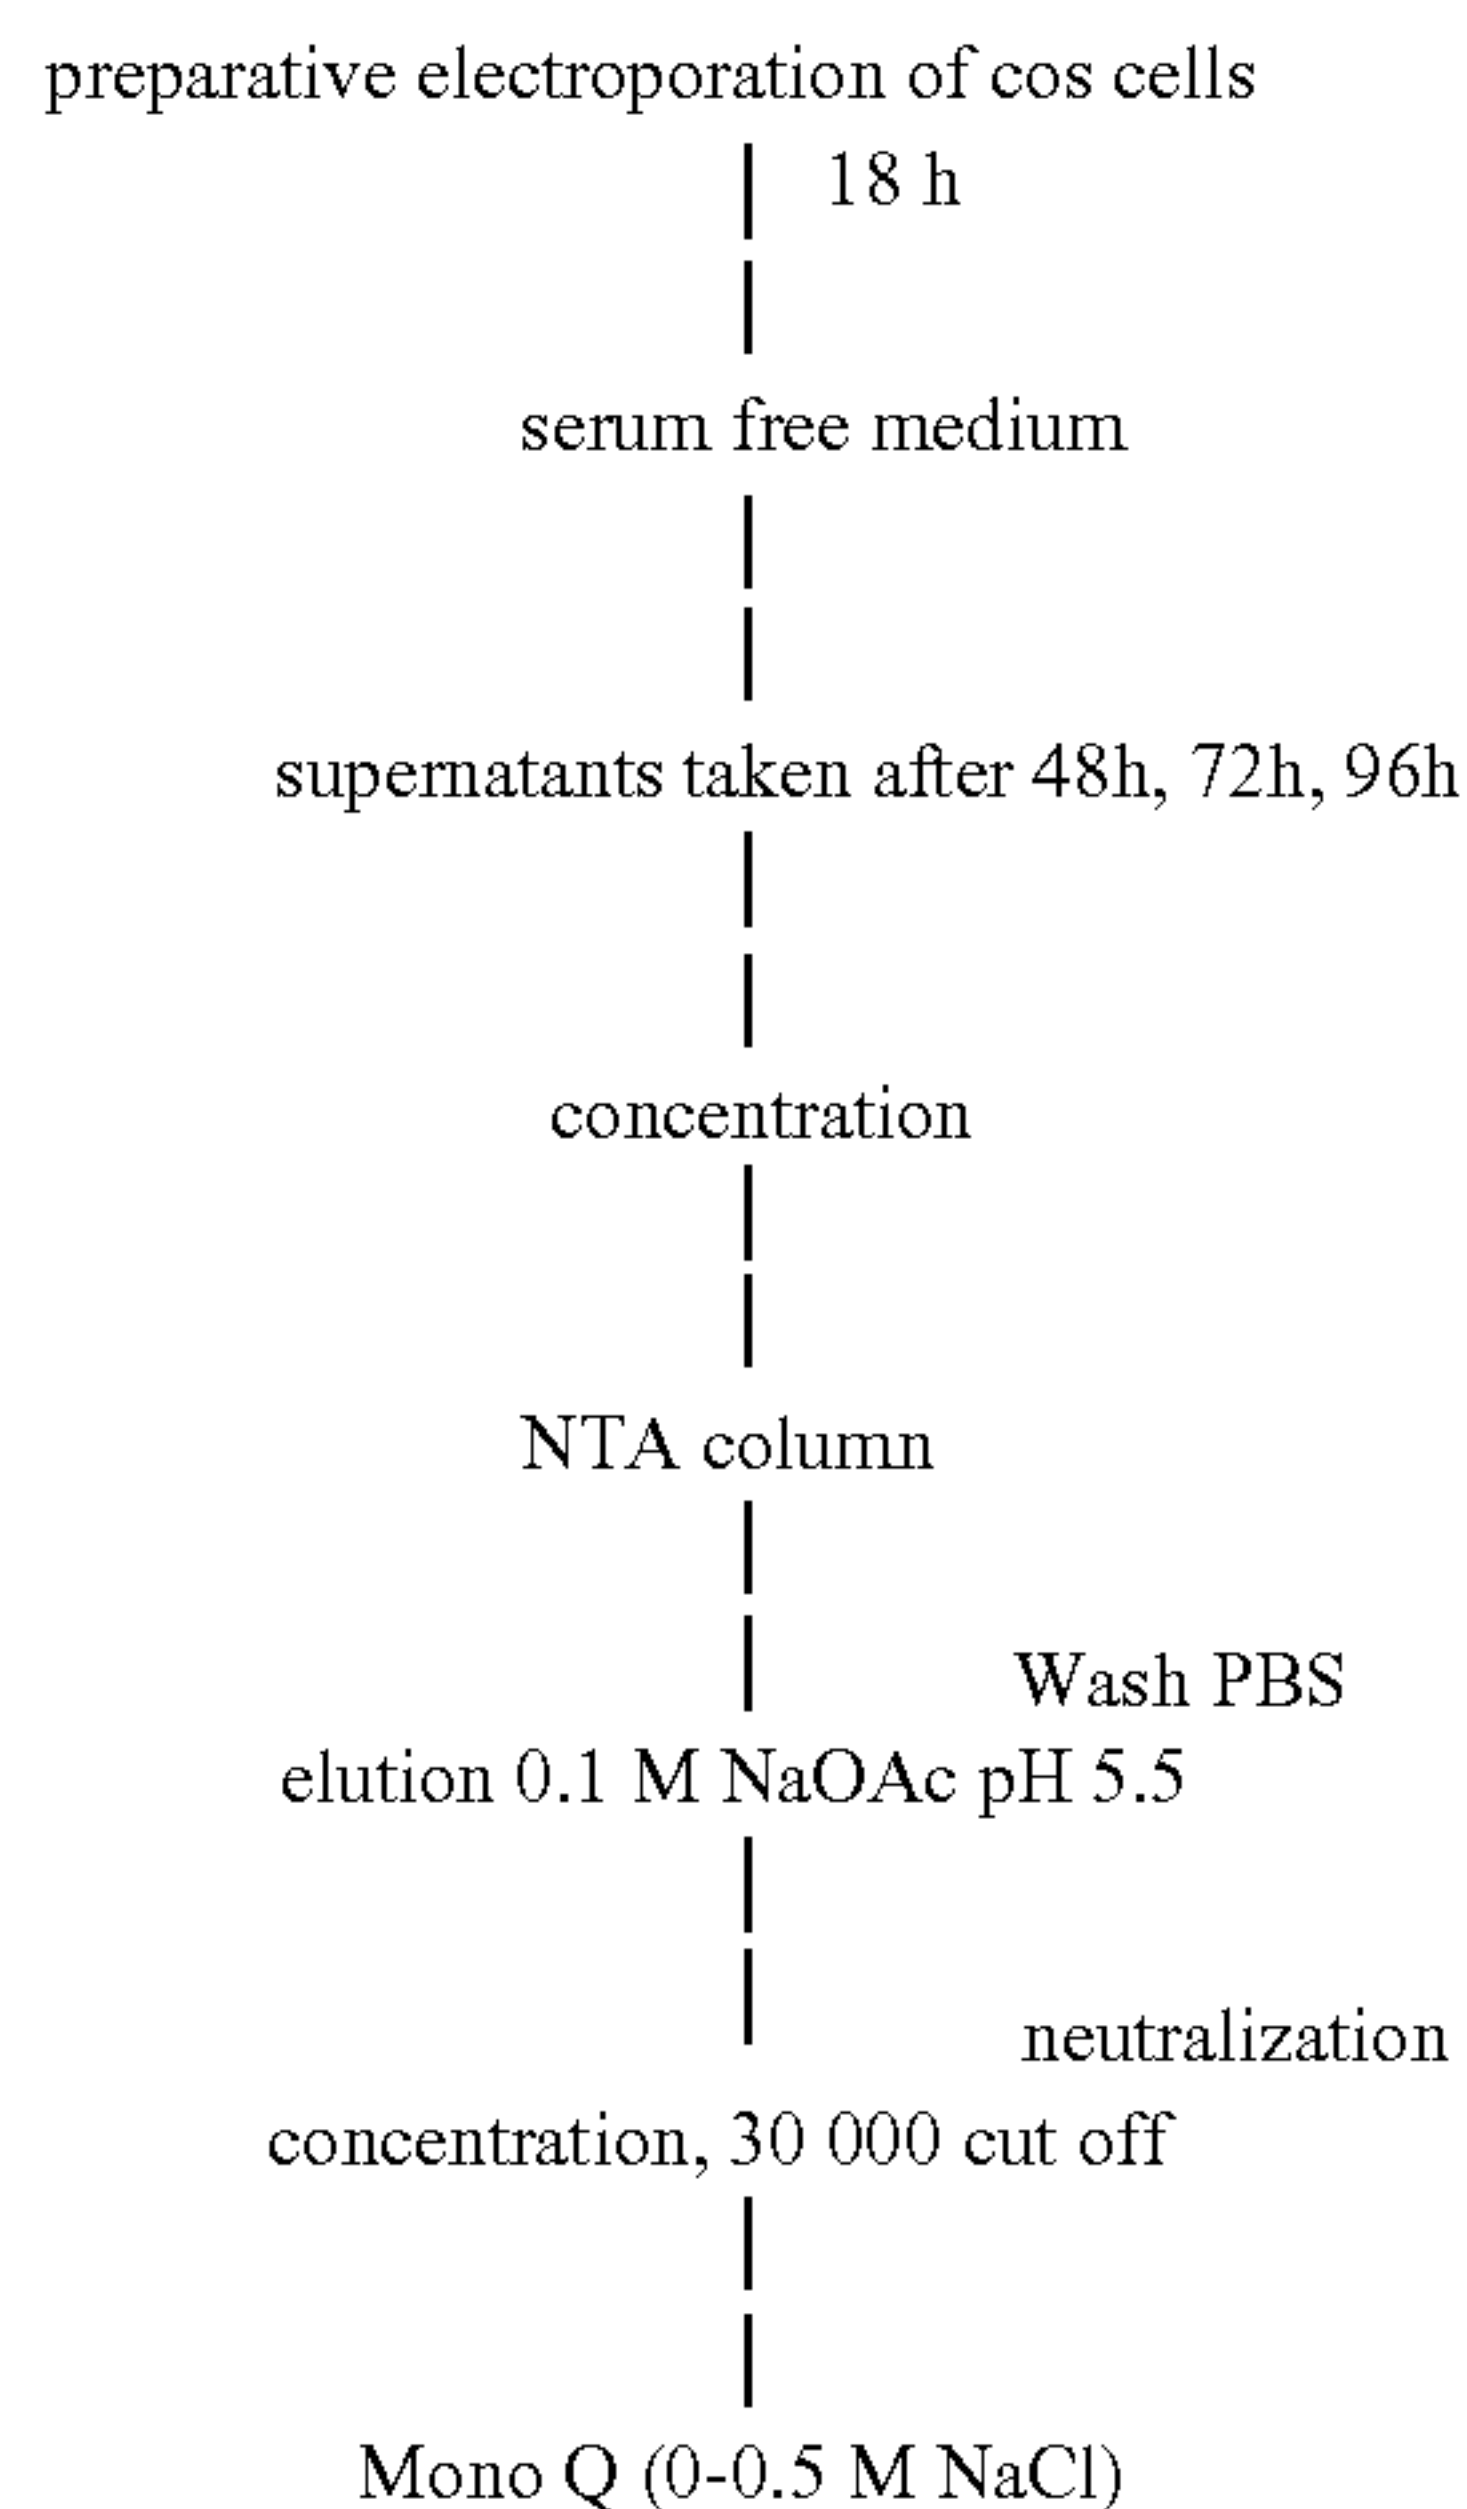 preparative electroporation of cos cells
18 h
serum free medium
supernatants taken after 48h, 72h, 96h
concentration
NTA column
Wash PBS
elution 0.1 M NaOAc pH 5.5
neutralization
concentration, 30 000 cut off
Mono Q (0-0.5 M NaCl)